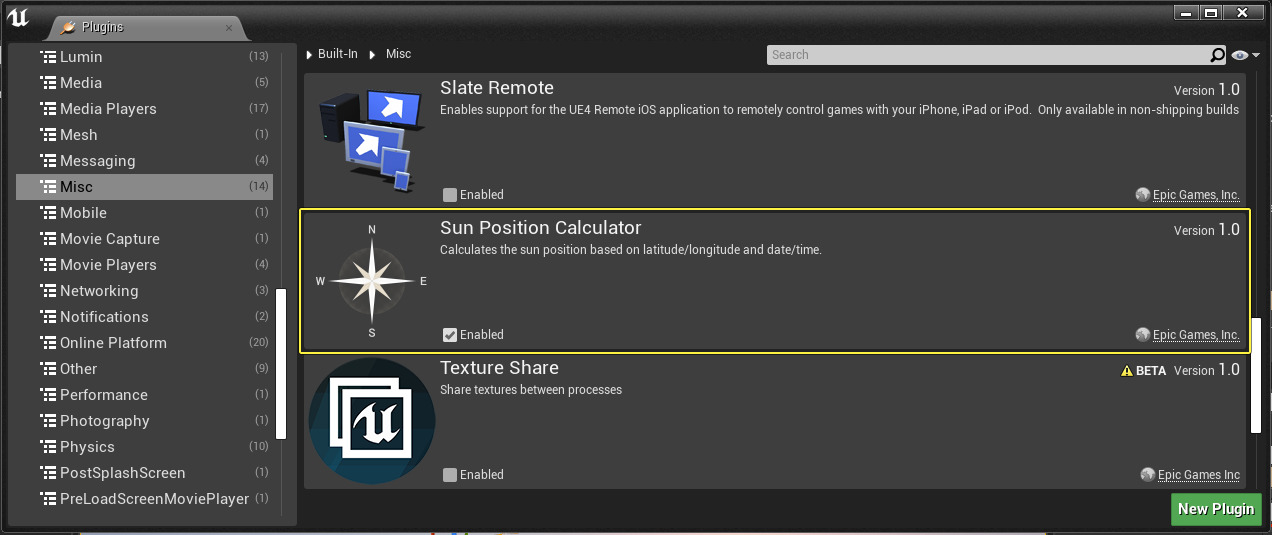 Plugins
Lumin (13)
Media (5)
Media Players (17)
Mesh (1)
Messaging (4)
Misc (14)
Mobile (1)
Movie Capture (1)
Movie Players (4)
Networking (3)
Notifications (2)
Online Platform (20)
Other (9)
Performance (1)
Photography (1)
Physics (10)
PostSplashScreen (1)
PreLoadScreenMoviePlayer (1)
Built-In Misc
Search
Slate Remote Version 1.0
Enables support for the UE4 Remote iOS application to remotely control games with your iPhone, iPad or iPod. Only available in non-shipping builds
Enabled Epic Games, Inc.
Sun Position Calculator Version 1.0
Calculates the sun position based on latitude/longitude and date/time.
N
W E
S
Enabled Epic Games, Inc.
Texture Share BETA Version 1.0
Share textures between processes
Enabled Epic Games Inc
New Plugin